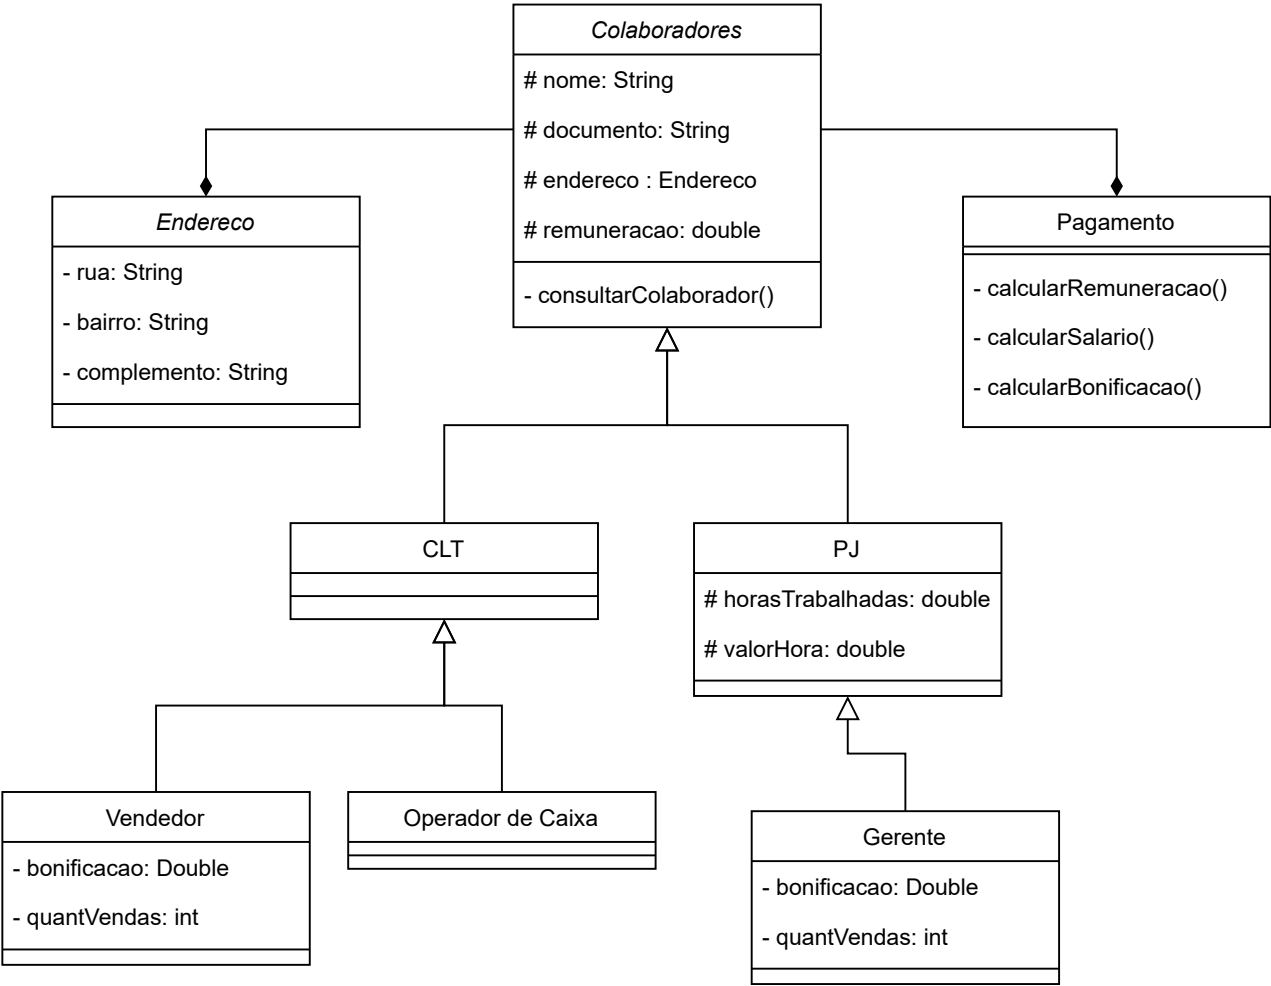 Colaboradores
# nome: String
# documento: String
# endereco : Endereco
# remuneracao: double
- consultarColaborador()
Endereco
- rua: String
- bairro: String
- complemento: String
Pagamento
- calcularRemuneracao()
- calcularSalario()
- calcularBonificacao()
CLT
PJ
# horasTrabalhadas: double
# valorHora: double
Vendedor
- bonificacao: Double
- quantVendas: int
Operador de Caixa
Gerente
- bonificacao: Double
- quantVendas: int